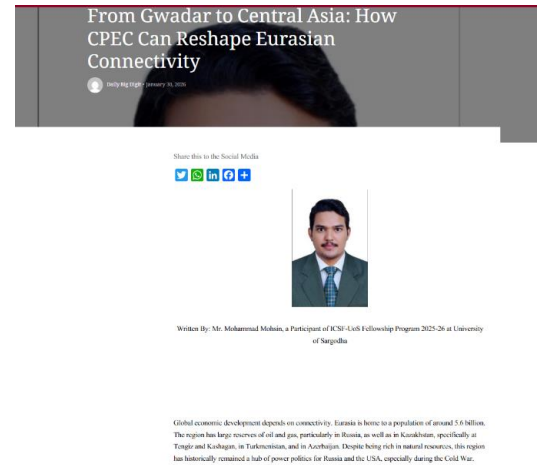 From Gwadar to Central Asia: How
CPEC Can Reshape Eurasian
Connectivity
Daily Big Digit • January 31, 2026
Share this to the Social Media
Written By: Mr. Mohammad Mohsin, a Participant of ICSF-UoS Fellowship Program 2025-26 at University
of Sargodha
Global economic development depends on connectivity. Eurasia is home to a population of around 5.6 billion.
The region has large reserves of oil and gas, particularly in Russia, as well as in Kazakhstan, specifically at
Tengiz and Kashagan, in Turkmenistan, and in Azerbaijan. Despite being rich in natural resources, this region
has historically remained a hub of power politics for Russia and the USA, especially during the Cold War.